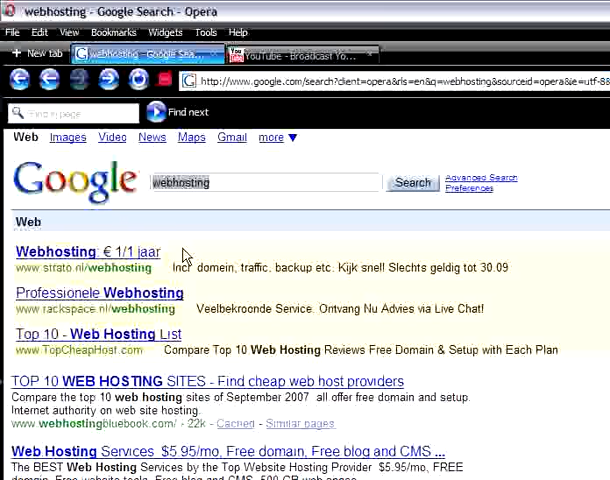 webhosting - Google Search - Opera
File Edit View Bookmarks Widgets Tools Help
New tab webhosting - Google Sear... YouTube - Broadcast Yo...
http://www.google.com/search?client=opera&rls=en&q=webhosting&sourceid=opera&ie=utf-8&
Find in page Find next
Web Images Video News Maps Gmail more ▼
Google webhosting Search Advanced Search
Preferences
Web
Webhosting: € 1/1 jaar
www.strato.nl/webhosting Incl. domein, traffic, backup etc. Kijk snel! Slechts geldig tot 30.09
Professionele Webhosting
www.rackspace.nl/webhosting Veelbekroonde Service. Ontvang Nu Advies via Live Chat!
Top 10 - Web Hosting List
www.TopCheapHost.com Compare Top 10 Web Hosting Reviews Free Domain & Setup with Each Plan
TOP 10 WEB HOSTING SITES - Find cheap web host providers
Compare the top 10 web hosting sites of September 2007 all offer free domain and setup.
Internet authority on web site hosting.
www.webhostingbluebook.com/ - 22k - Cached - Similar pages
Web Hosting Services $5.95/mo, Free domain, Free blog and CMS ...
The BEST Web Hosting Services by the Top Website Hosting Provider $5.95/mo, FREE
domain, Free website tools, Free blog and CMS, 500 GB web space